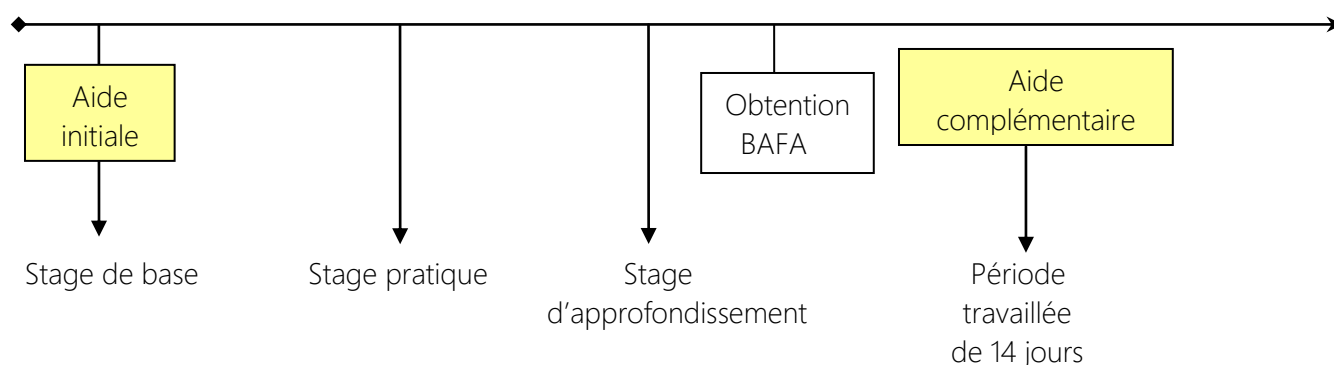 Aide
initiale
Obtention
BAFA
Aide
complémentaire
Stage de base
Stage pratique
Stage
d’approfondissement
Période
travaillée
de 14 jours